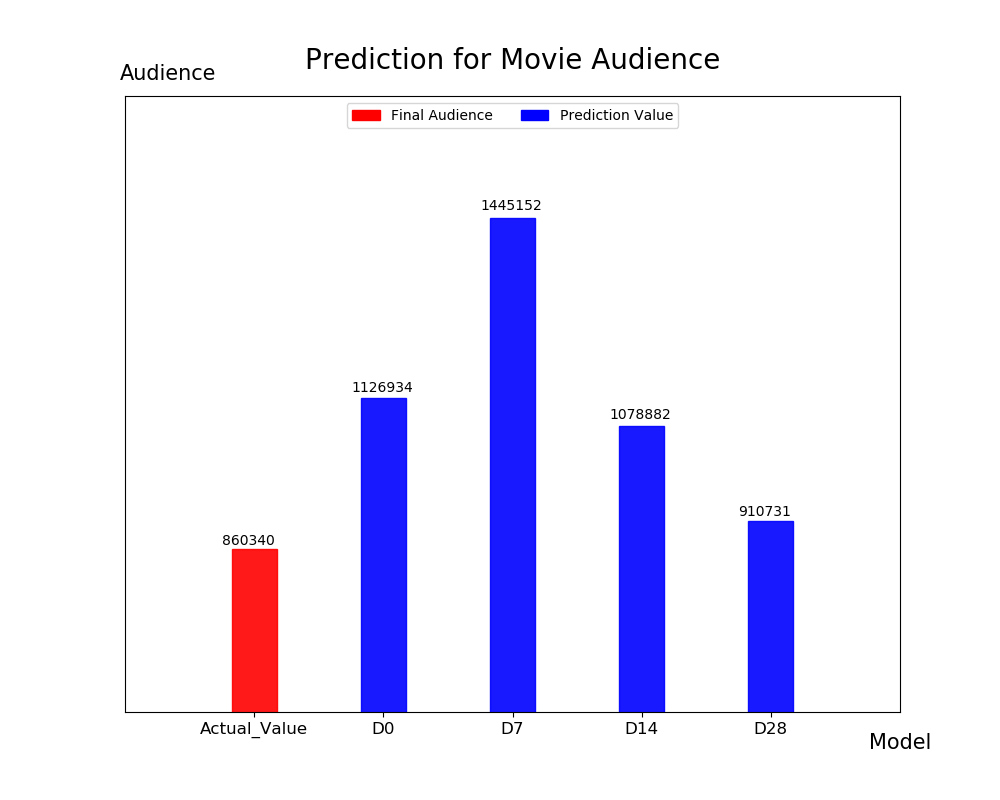 Prediction for Movie Audience
Audience
Final Audience Prediction Value
1445152
1126934
1078882
910731
860340
Actual_Value D0 D7 D14 D28
Model